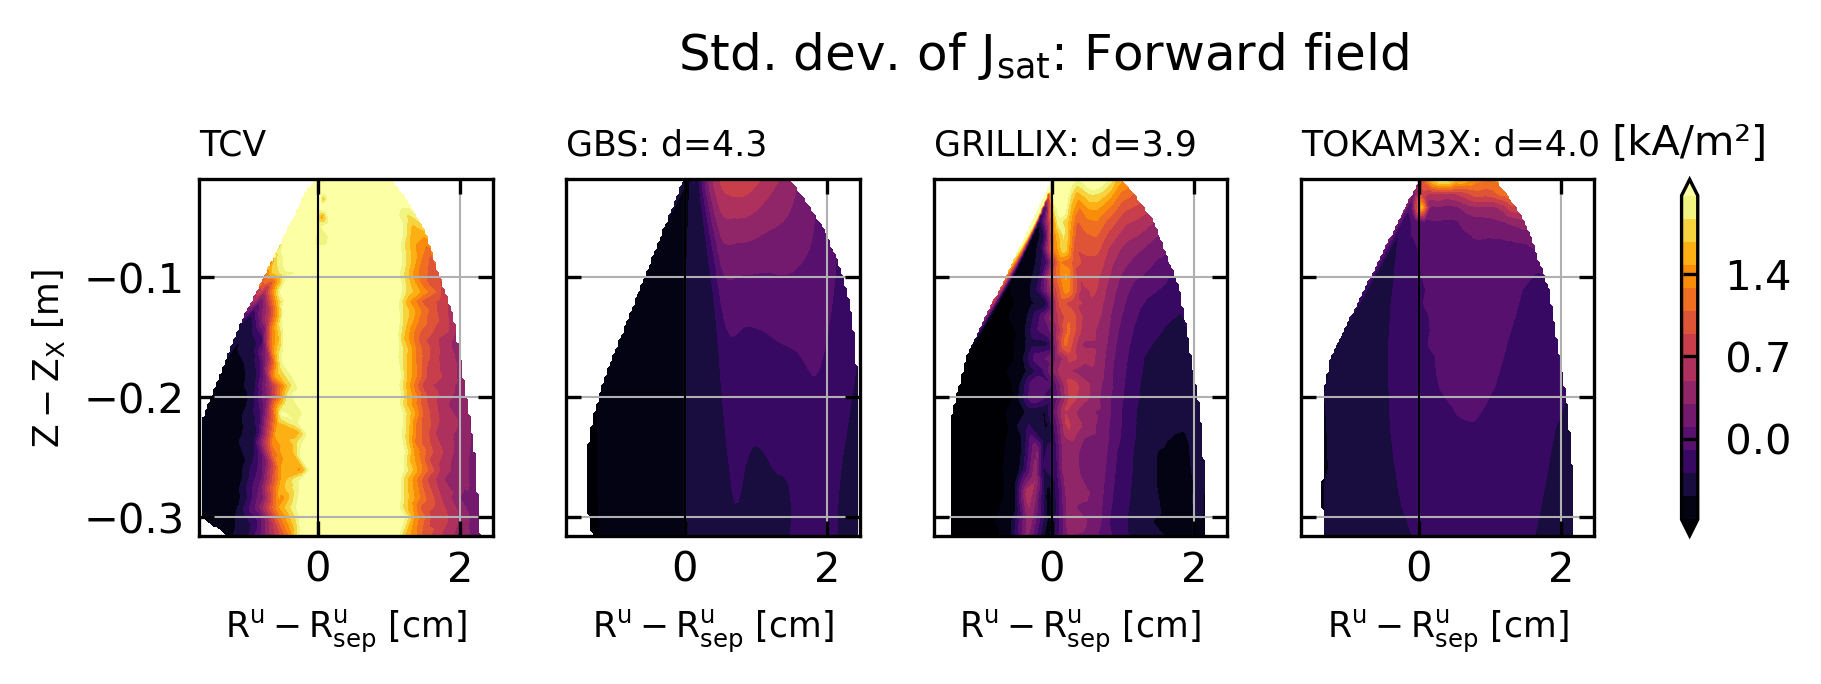 Std. dev. of Jsat: Forward field
TCV
GBS: d=4.3
GRILLIX: d=3.9
TOKAM3X: d=4.0
[kA/m²]
Z − ZX [m]
−0.1
−0.2
−0.3
1.4
0.7
0.0
0 2
0 2
0 2
0 2
Rᵘ − Rᵘsep [cm]
Rᵘ − Rᵘsep [cm]
Rᵘ − Rᵘsep [cm]
Rᵘ − Rᵘsep [cm]